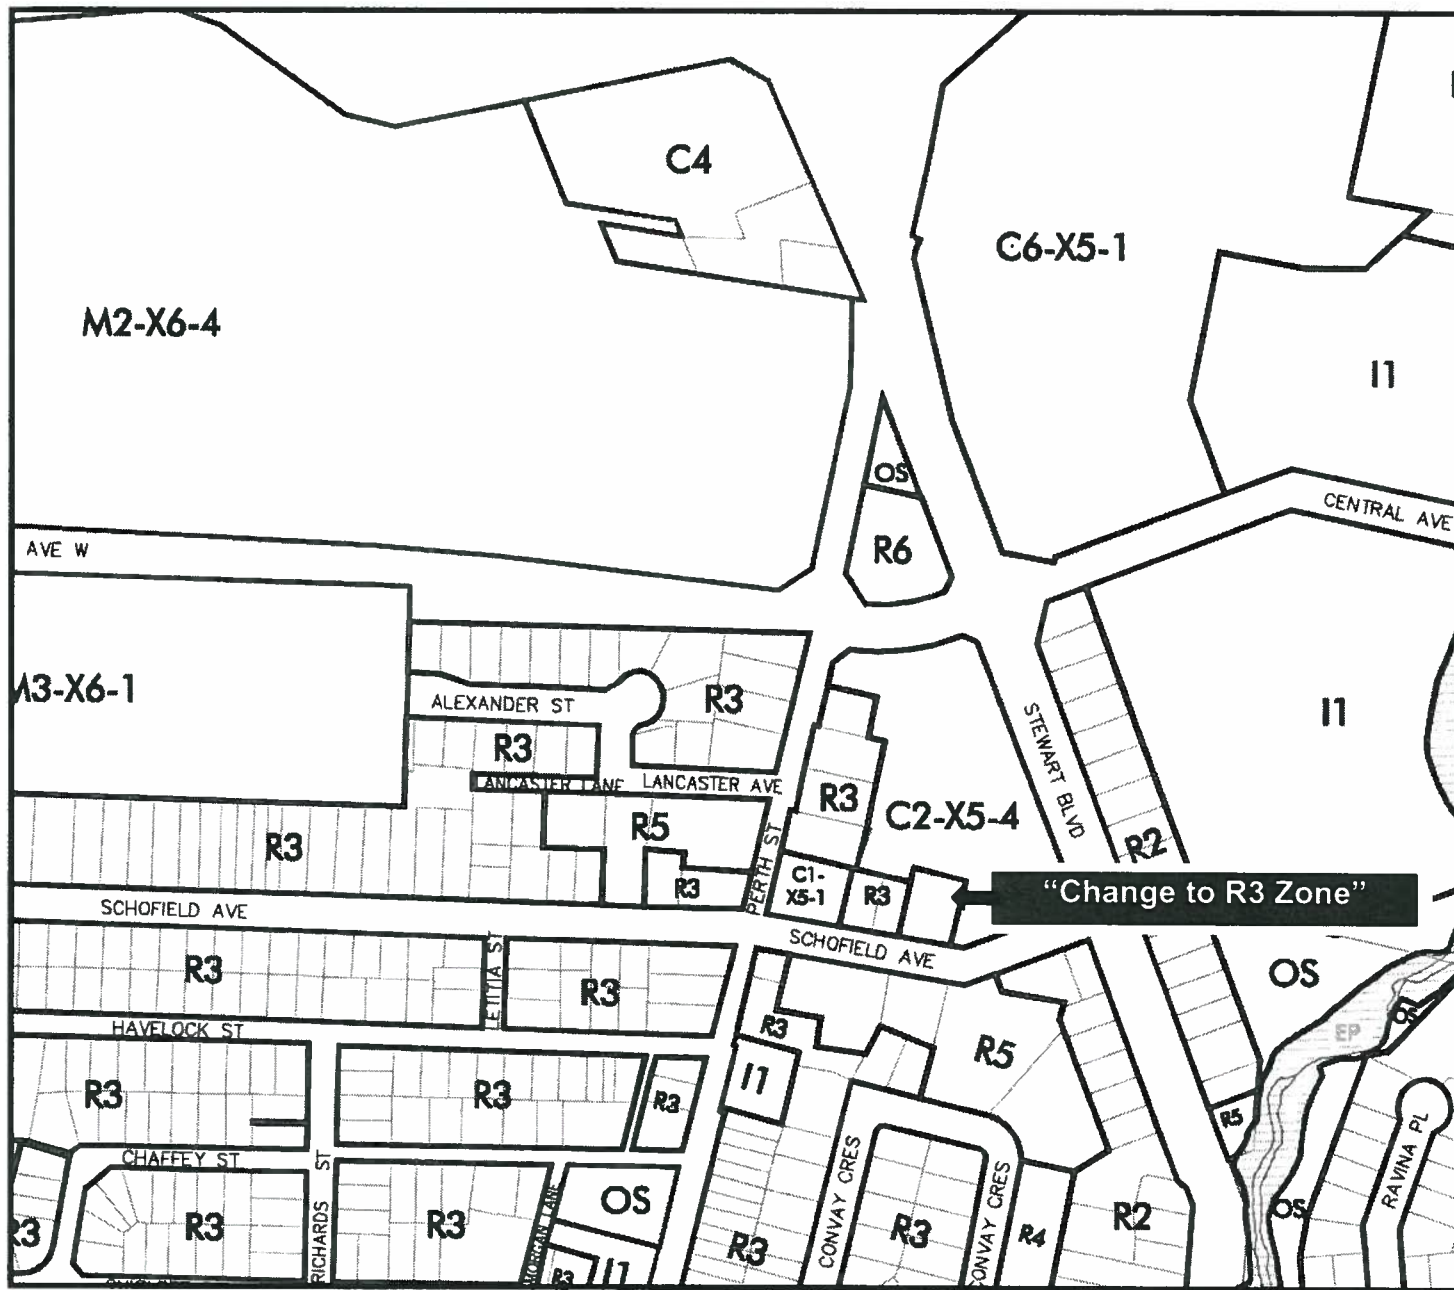 C4
C6-X5-1
M2-X6-4
I1
OS
CENTRAL AVE
AVE W
R6
M3-X6-1
ALEXANDER ST
R3
I1
STEWART BLVD
R3
LANCASTER LANE
LANCASTER AVE
R3
C2-X5-4
R5
PERTH ST
R2
R3
R3
C1-
X5-1
R3
"Change to R3 Zone"
SCHOFIELD AVE
SCHOFIELD AVE
R3
LETITIA ST
R3
OS
OS
HAVELOCK ST
R3
EP
R5
R3
R3
R3
I1
R5
CHAFFEY ST
RICHARDS ST
RAVINA PL
CONVAY CRES
CONVAY CRES
R3
R3
R3
MORGAN LANE
OS
R3
R3
R4
R2
OS
R3
I1